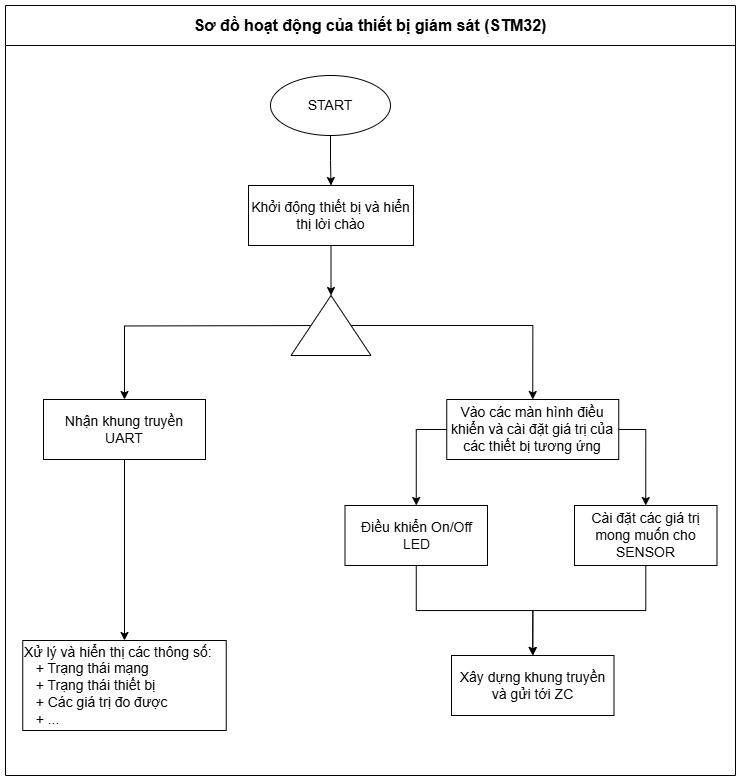 Sơ đồ hoạt động của thiết bị giám sát (STM32)
START
Khởi động thiết bị và hiển
thị lời chào
Nhận khung truyền
UART
Vào các màn hình điều
khiển và cài đặt giá trị của
các thiết bị tương ứng
Điều khiển On/Off
LED
Cài đặt các giá trị
mong muốn cho
SENSOR
Xử lý và hiển thị các thông số:
+ Trạng thái mạng
+ Trạng thái thiết bị
+ Các giá trị đo được
+ ...
Xây dựng khung truyền
và gửi tới ZC